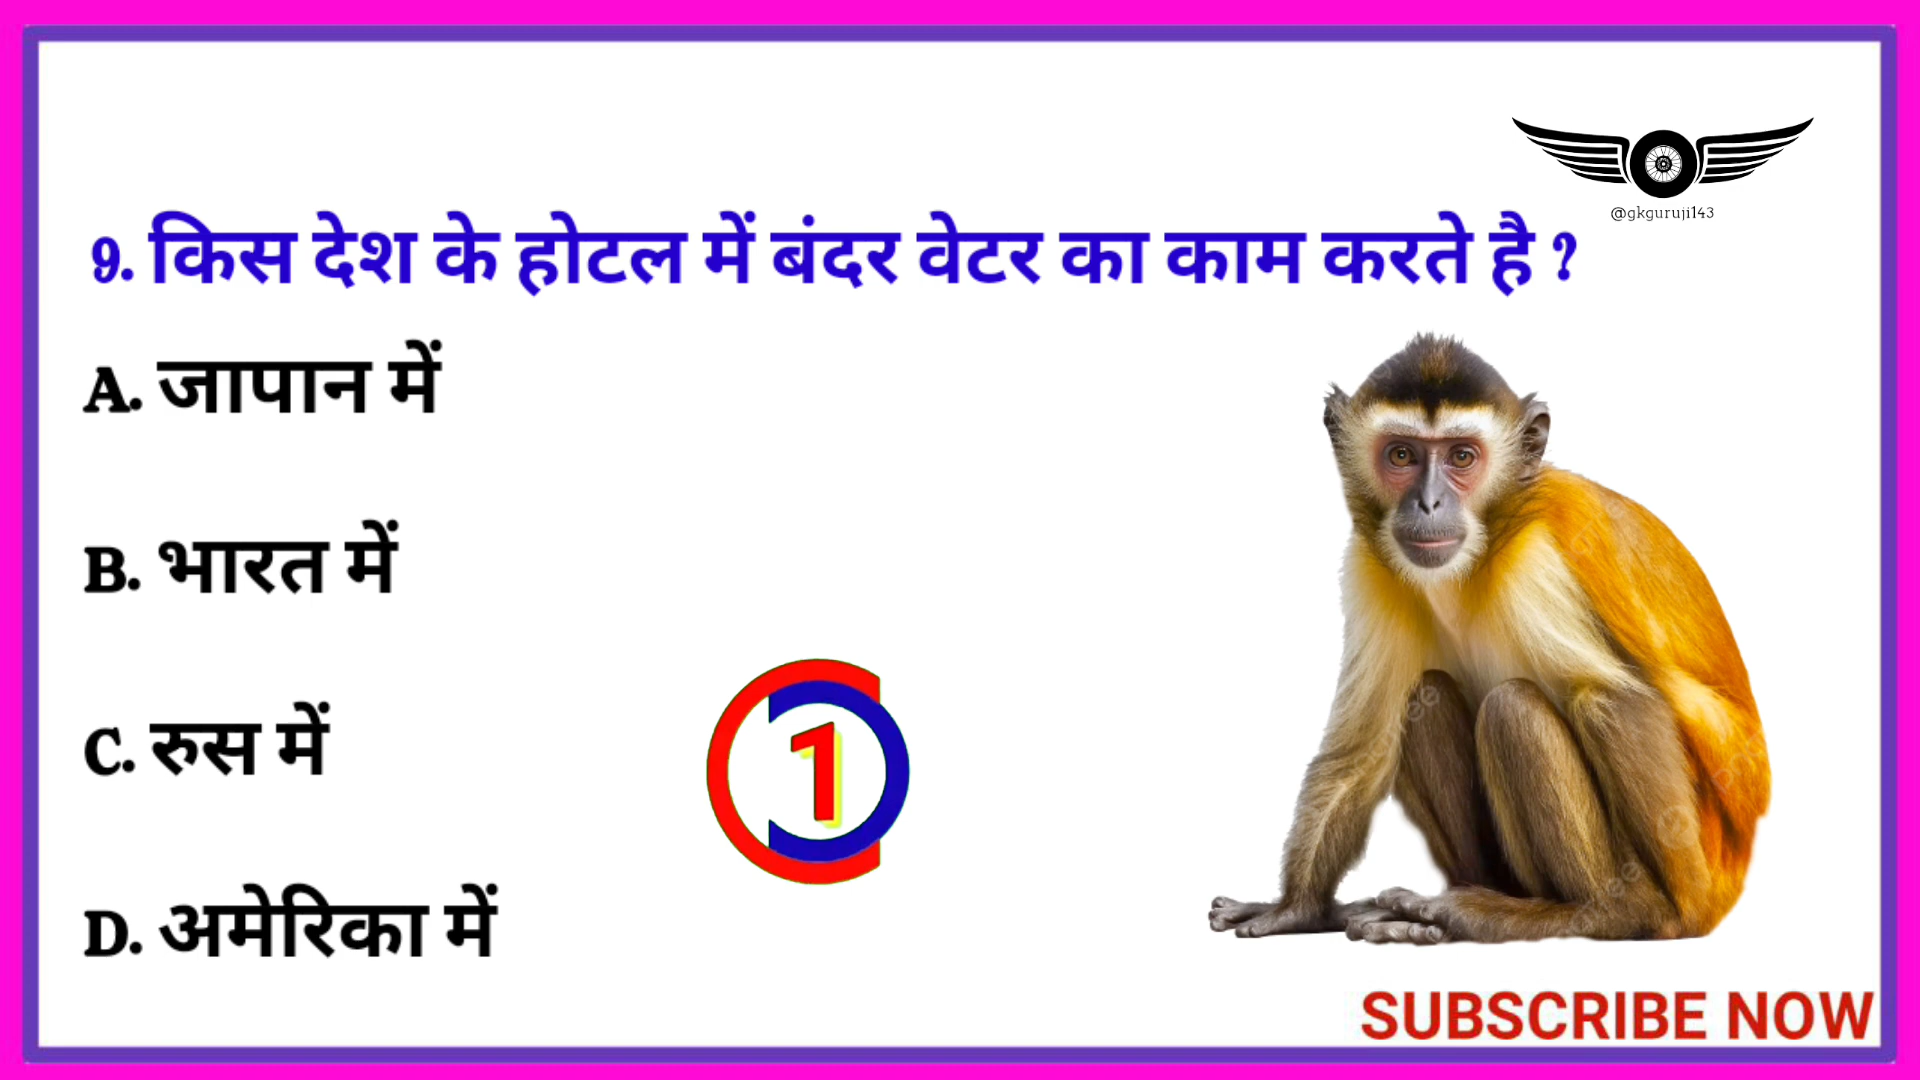 @gkguruji143
9. किस देश के होटल में बंदर वेटर का काम करते है ?
A. जापान में
B. भारत में
C. रुस में
1
D. अमेरिका में
SUBSCRIBE NOW